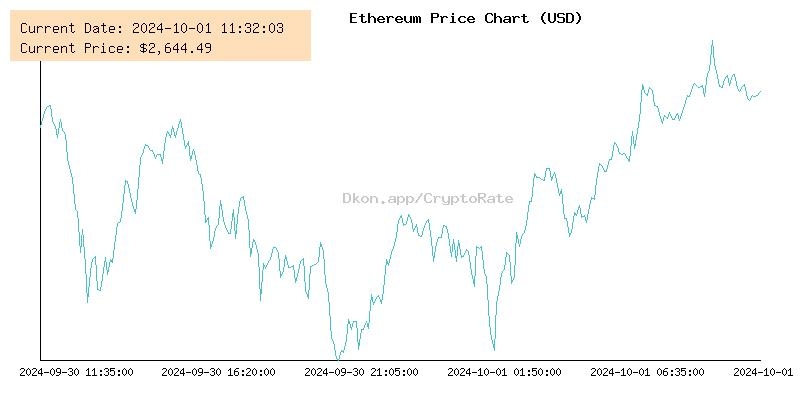 Ethereum Price Chart (USD)
Current Date: 2024-10-01 11:32:03
Current Price: $2,644.49
Dkon.app/CryptoRate
2024-09-30 11:35:00 2024-09-30 16:20:00 2024-09-30 21:05:00 2024-10-01 01:50:00 2024-10-01 06:35:00 2024-10-01